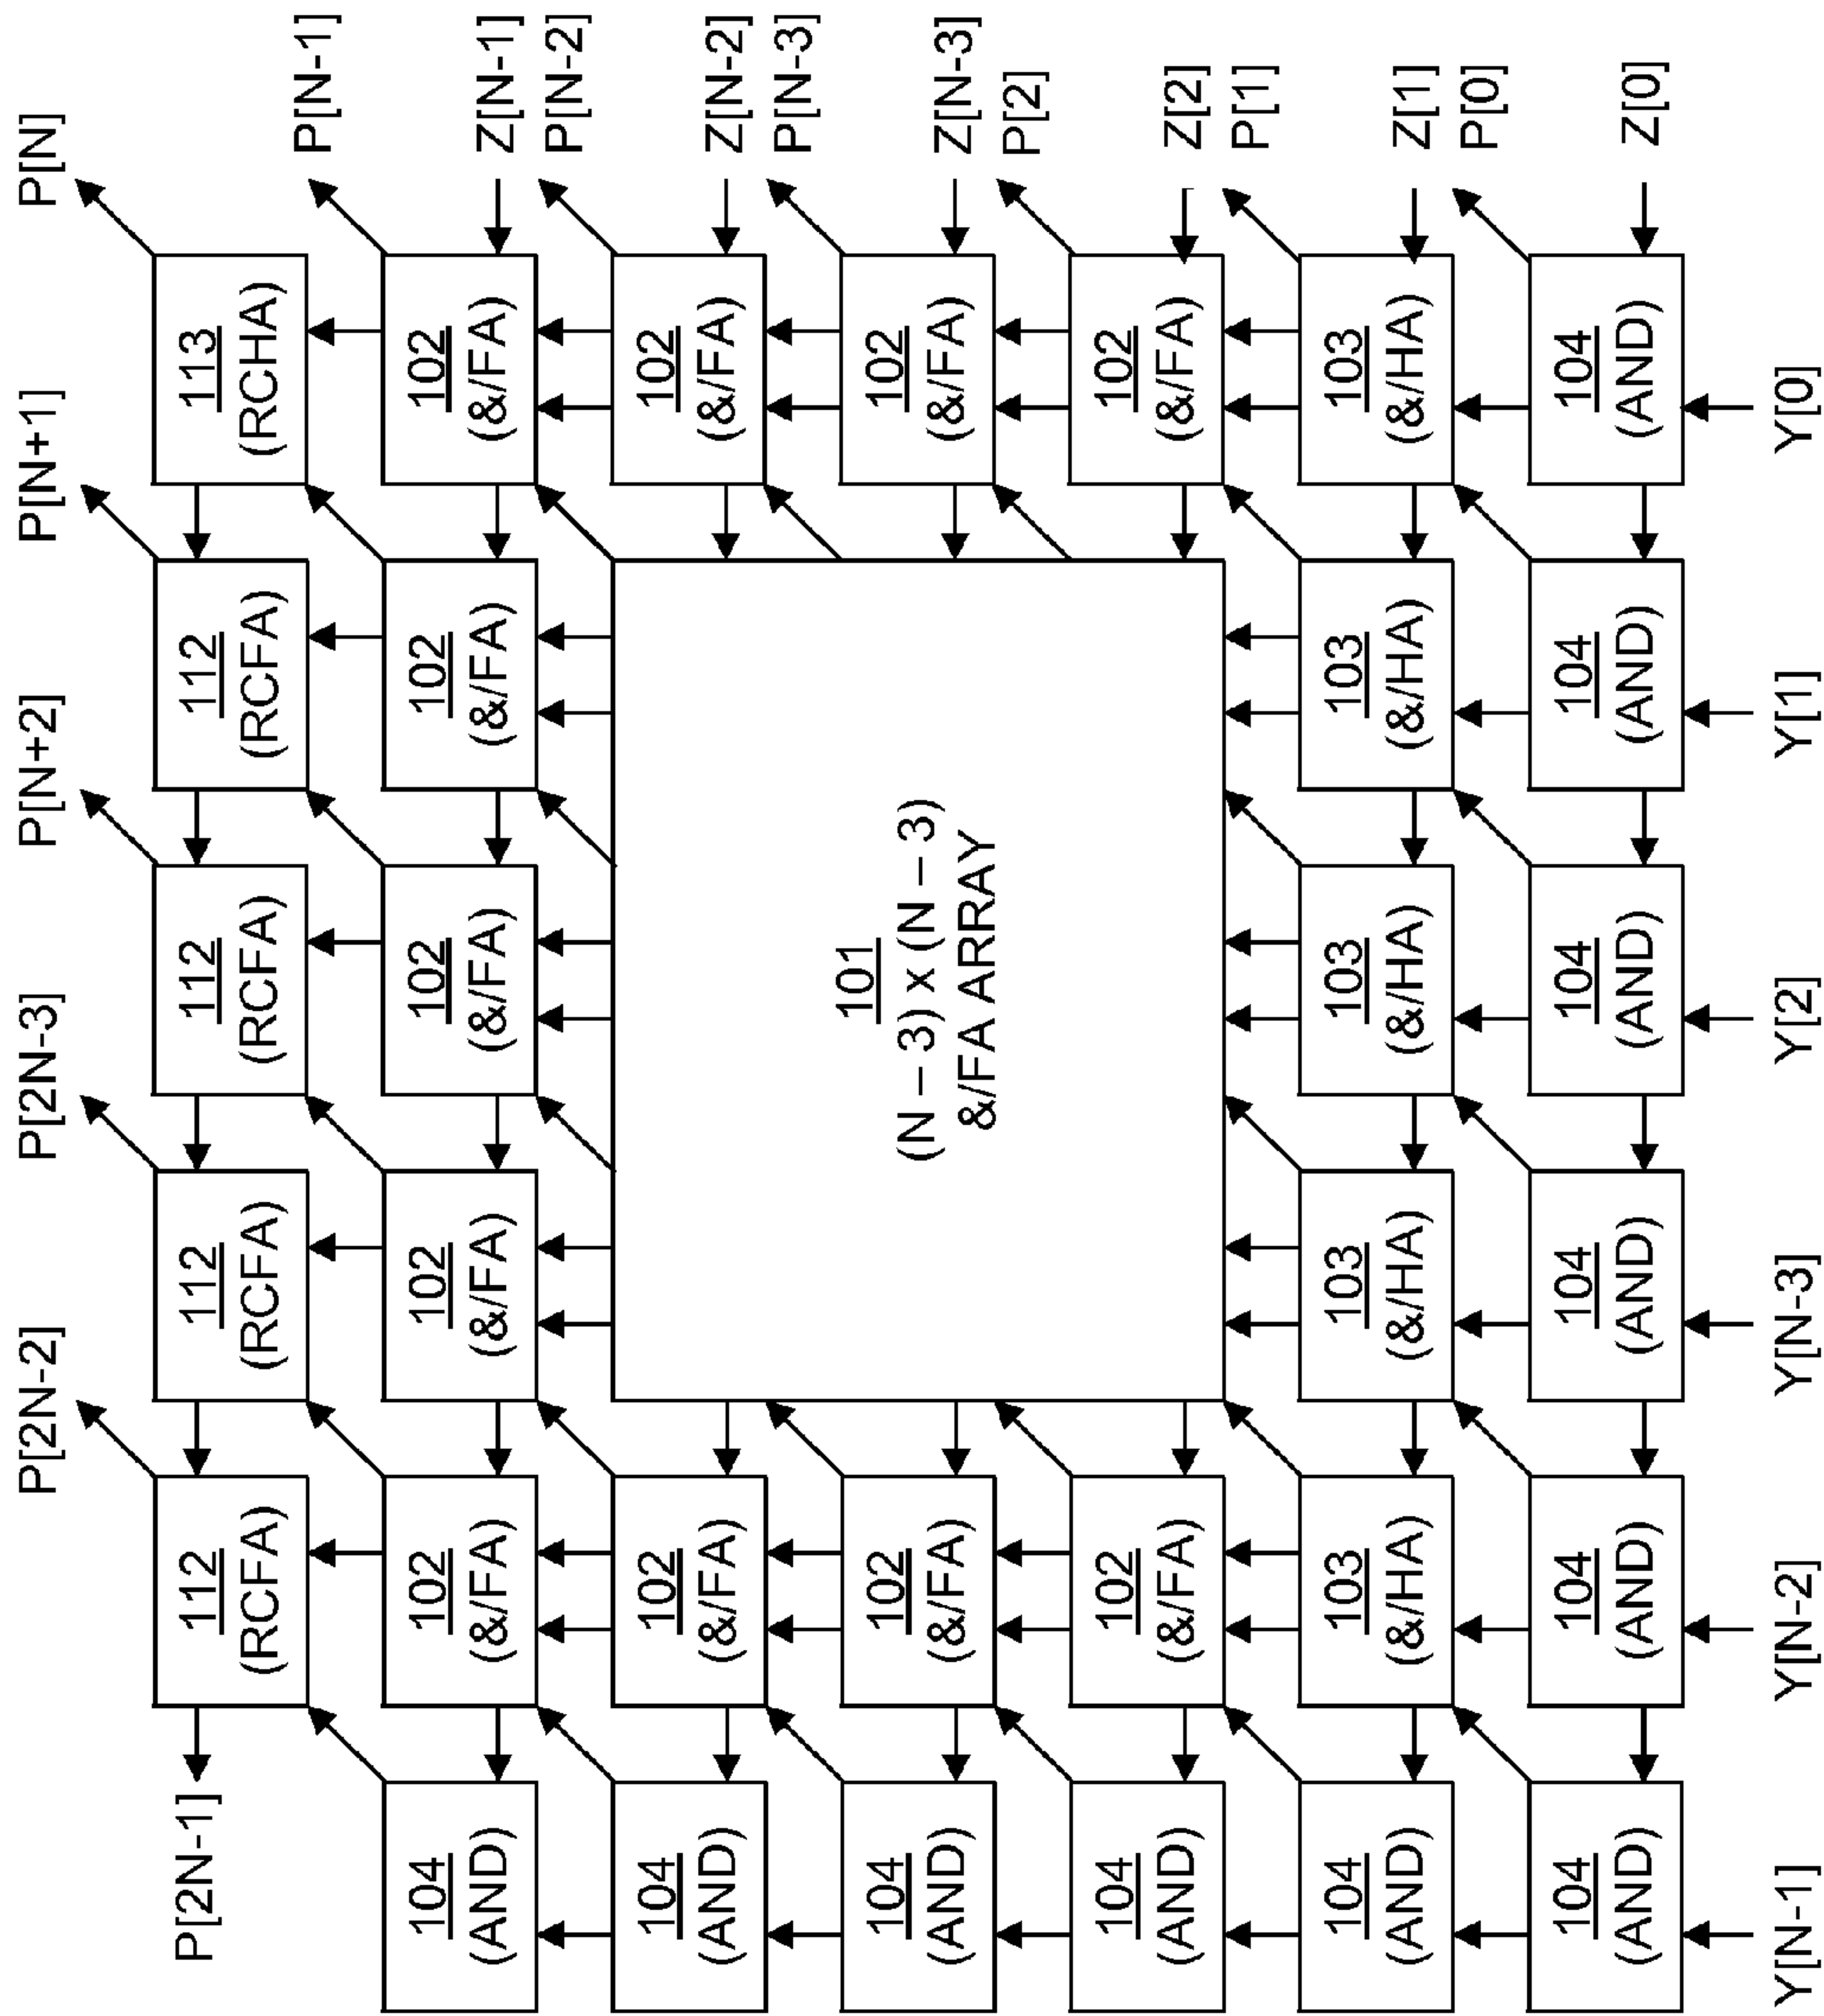 P[2N-2]
P[2N-3]
P[N+2]
P[N+1]
P[N]
P[2N-1]
112
(RCFA)
112
(RCFA)
112
(RCFA)
112
(RCFA)
112
(RCFA)
113
(RCHA)
P[N-1]
104
(AND)
102
(&/FA)
102
(&/FA)
102
(&/FA)
102
(&/FA)
102
(&/FA)
Z[N-1]
P[N-2]
104
(AND)
102
(&/FA)
102
(&/FA)
Z[N-2]
P[N-3]
104
(AND)
102
(&/FA)
101
(N – 3) x (N – 3)
&/FA ARRAY
102
(&/FA)
Z[N-3]
P[2]
104
(AND)
102
(&/FA)
102
(&/FA)
Z[2]
P[1]
104
(AND)
103
(&/HA)
103
(&/HA)
103
(&/HA)
103
(&/HA)
103
(&/HA)
Z[1]
P[0]
104
(AND)
104
(AND)
104
(AND)
104
(AND)
104
(AND)
104
(AND)
Z[0]
Y[N-1]
Y[N-2]
Y[N-3]
Y[2]
Y[1]
Y[0]